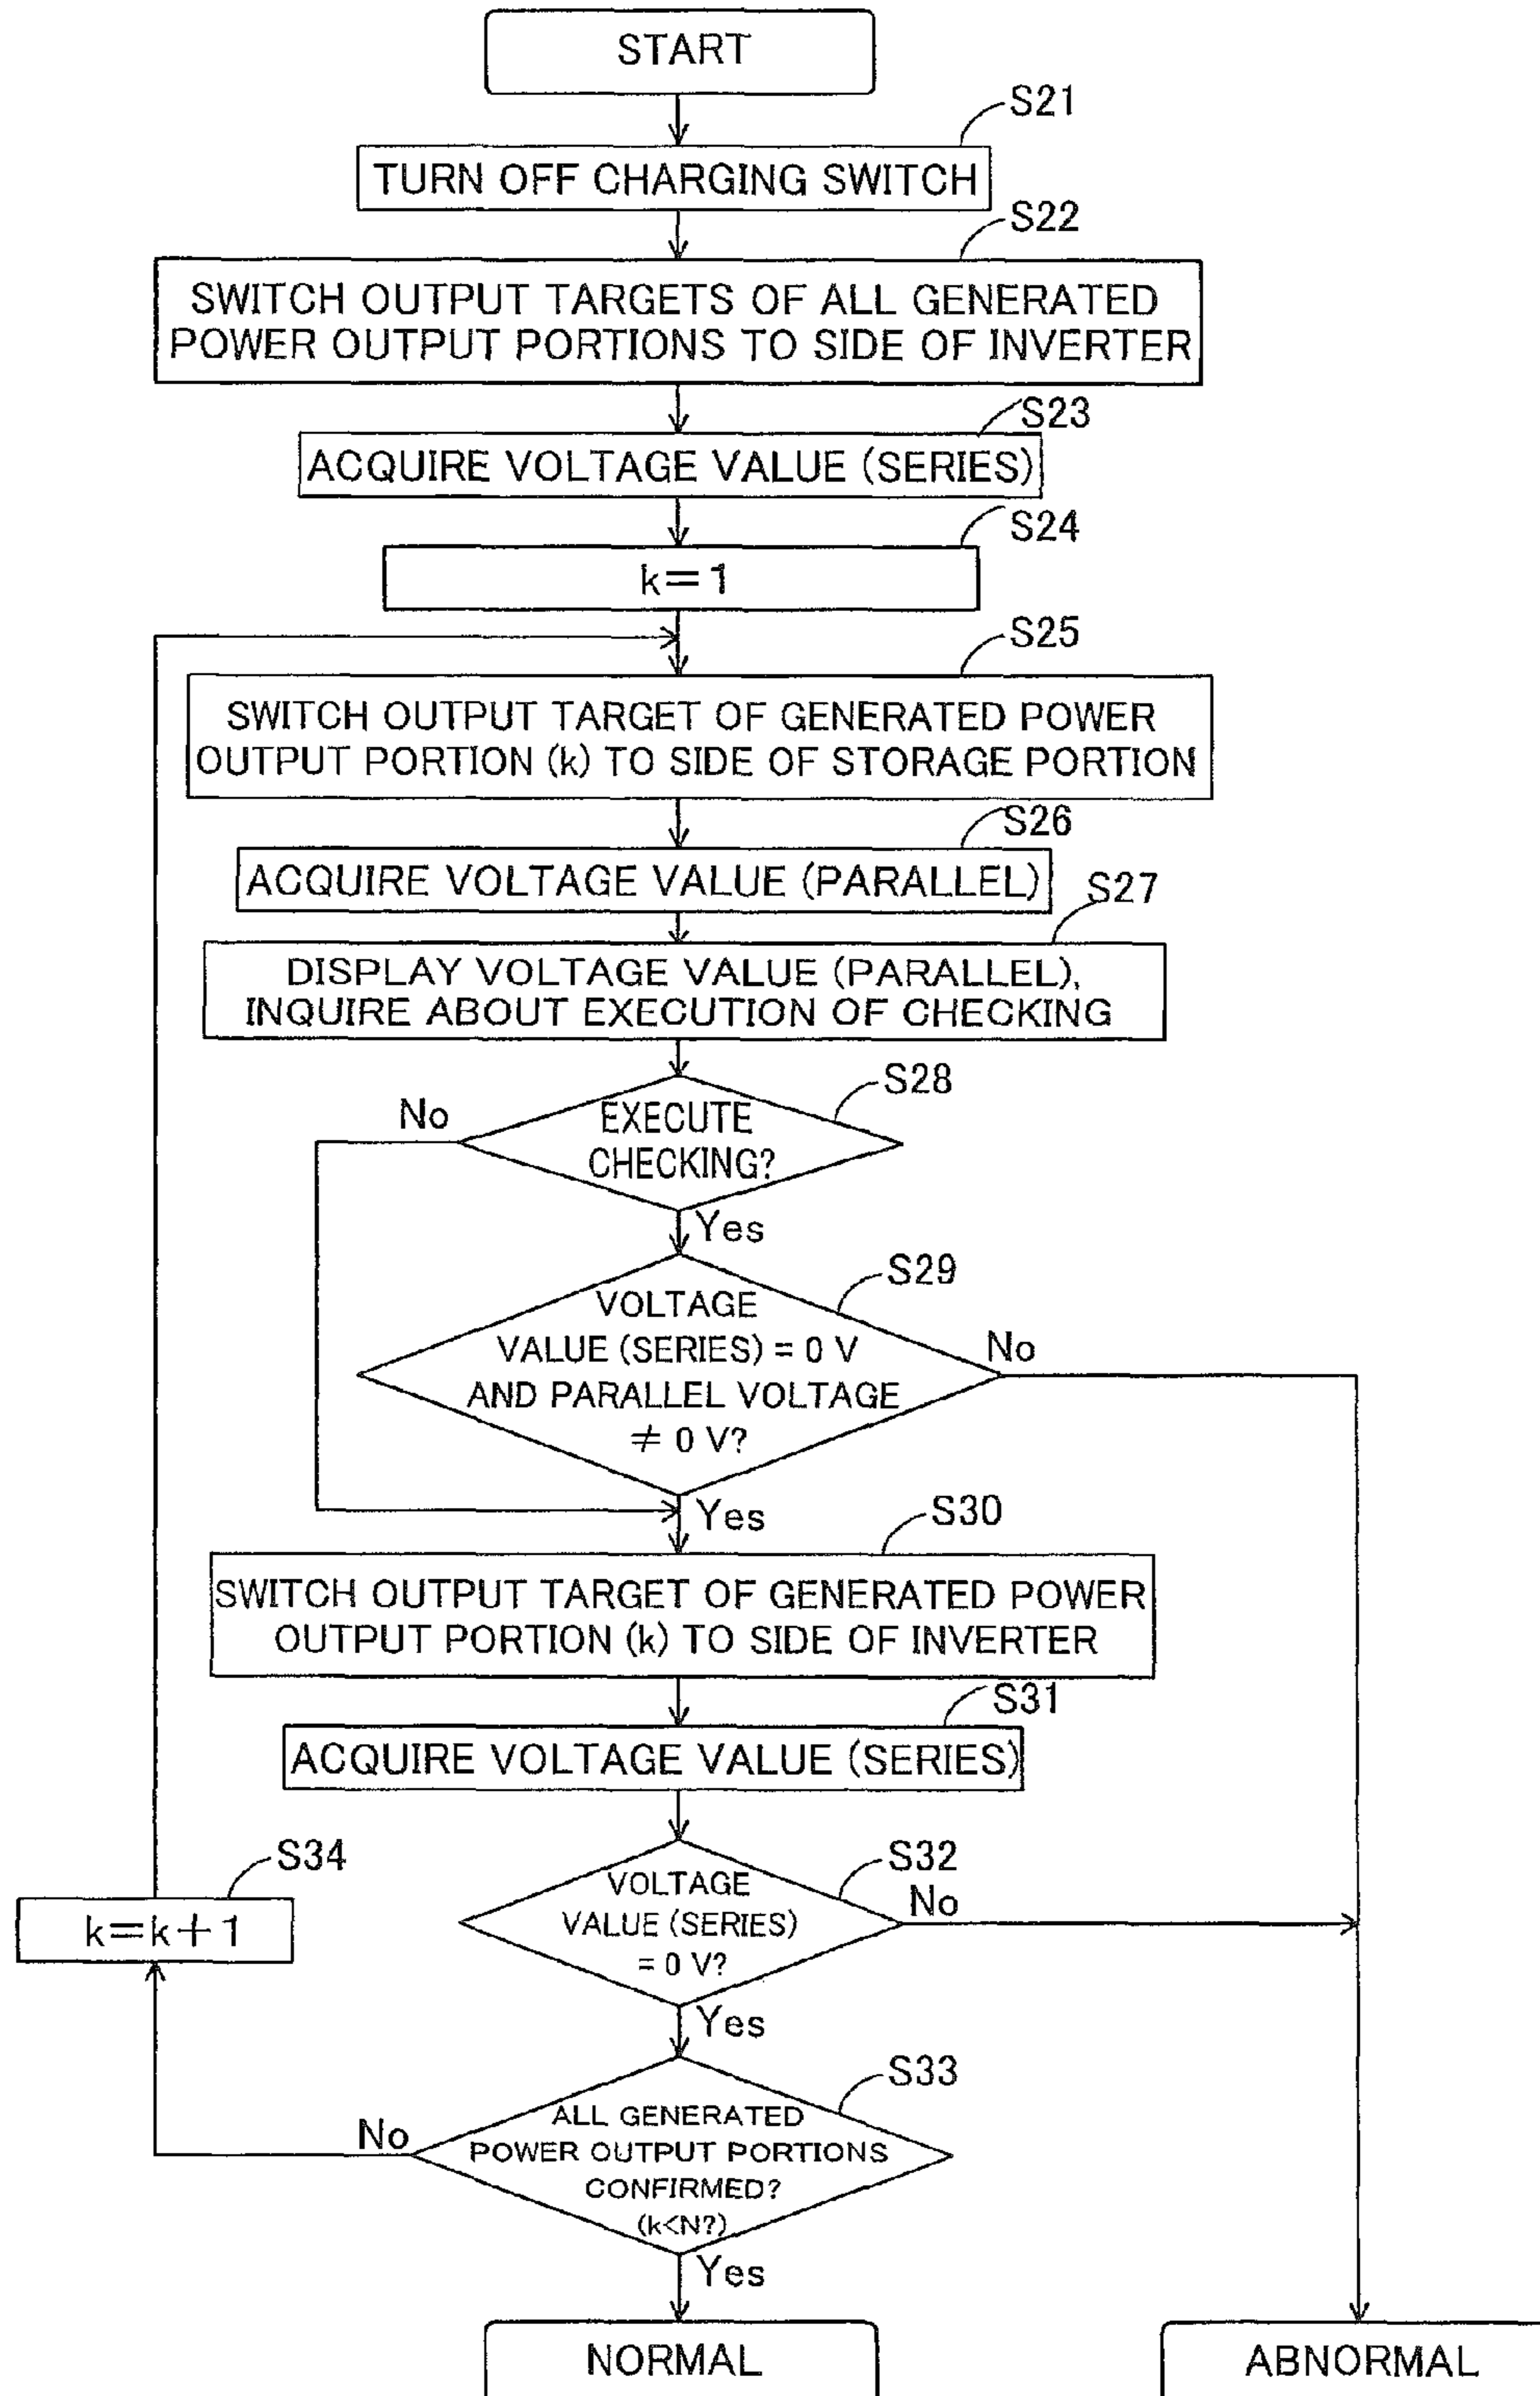 START
S21
TURN OFF CHARGING SWITCH
S22
SWITCH OUTPUT TARGETS OF ALL GENERATED
POWER OUTPUT PORTIONS TO SIDE OF INVERTER
S23
ACQUIRE VOLTAGE VALUE (SERIES)
S24
k=1
S25
SWITCH OUTPUT TARGET OF GENERATED POWER
OUTPUT PORTION (k) TO SIDE OF STORAGE PORTION
S26
ACQUIRE VOLTAGE VALUE (PARALLEL)
S27
DISPLAY VOLTAGE VALUE (PARALLEL),
INQUIRE ABOUT EXECUTION OF CHECKING
S28
No
EXECUTE
CHECKING?
Yes
S29
VOLTAGE
VALUE (SERIES) = 0 V
AND PARALLEL VOLTAGE
≠ 0 V?
No
Yes
S30
SWITCH OUTPUT TARGET OF GENERATED POWER
OUTPUT PORTION (k) TO SIDE OF INVERTER
S31
ACQUIRE VOLTAGE VALUE (SERIES)
S32
VOLTAGE
VALUE (SERIES)
= 0 V?
No
S34
k=k+1
Yes
S33
ALL GENERATED
POWER OUTPUT PORTIONS
CONFIRMED?
(k<N?)
No
Yes
NORMAL
ABNORMAL